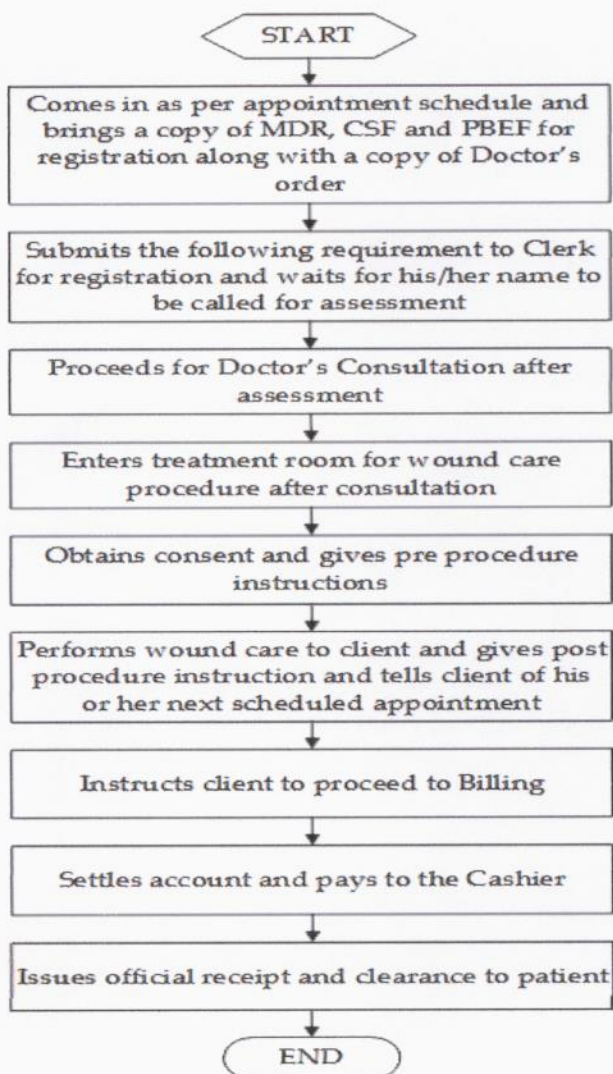 START
Comes in as per appointment schedule and
brings a copy of MDR, CSF and PBEF for
registration along with a copy of Doctor's
order
Submits the following requirement to Clerk
for registration and waits for his/her name to
be called for assessment
Proceeds for Doctor's Consultation after
assessment
Enters treatment room for wound care
procedure after consultation
Obtains consent and gives pre procedure
instructions
Performs wound care to client and gives post
procedure instruction and tells client of his
or her next scheduled appointment
Instructs client to proceed to Billing
Settles account and pays to the Cashier
Issues official receipt and clearance to patient
END